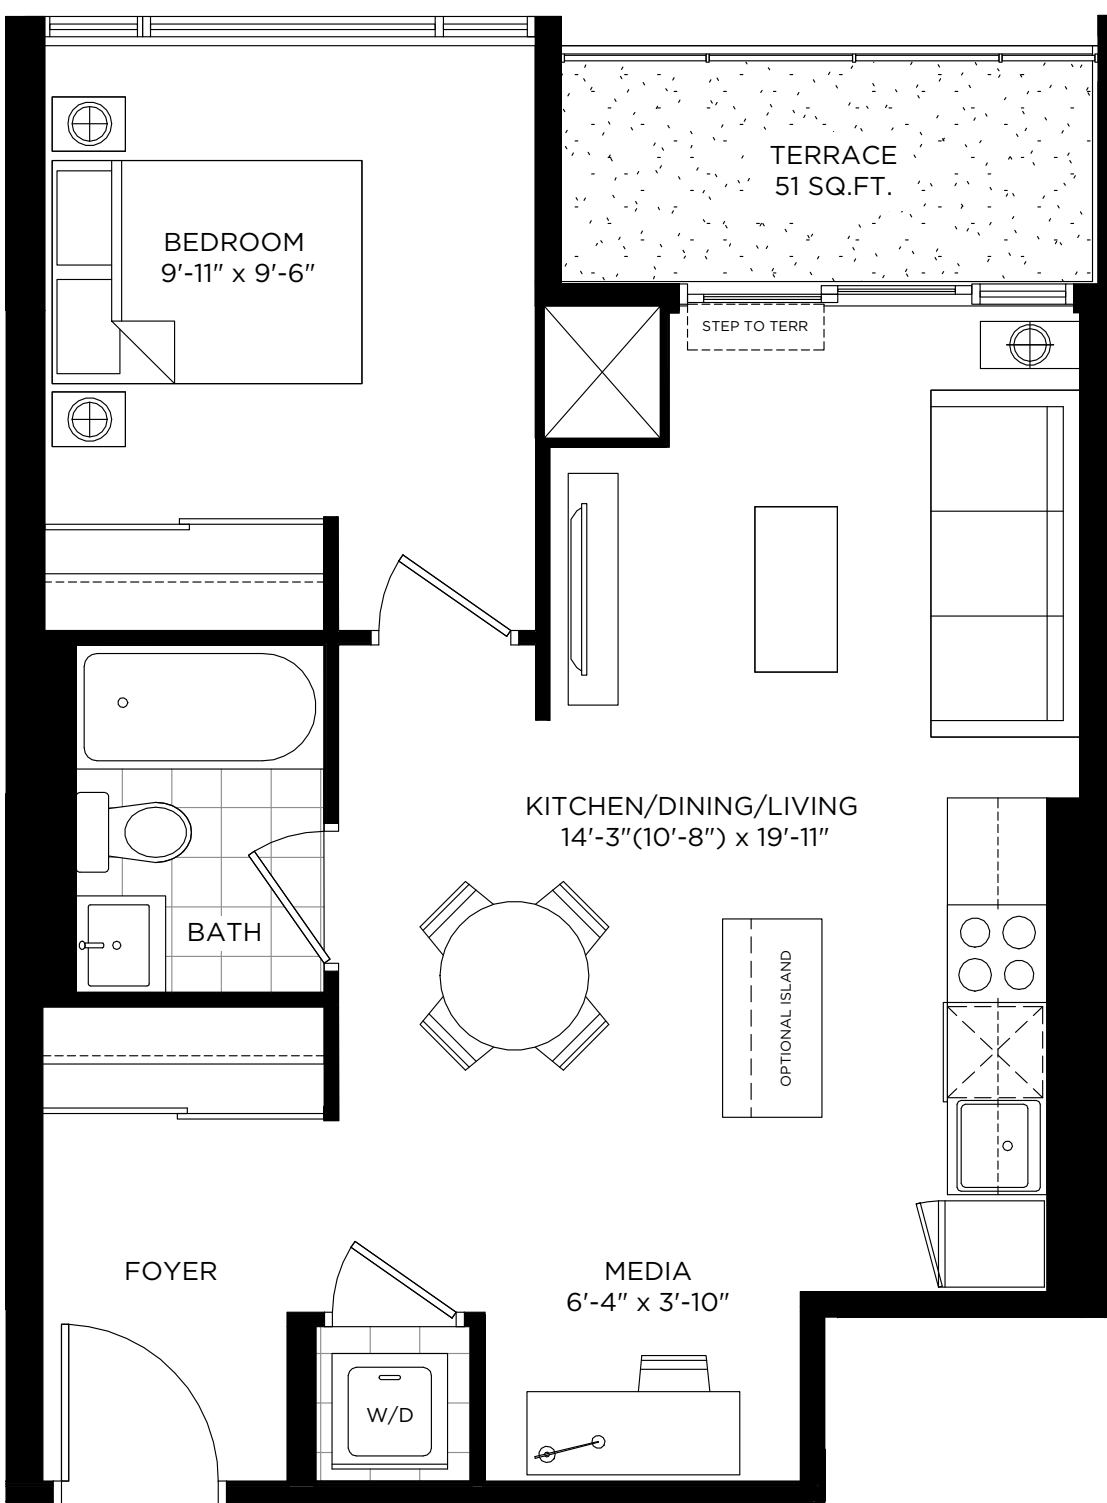 TERRACE
51 SQ.FT.
BEDROOM
9'-11" x 9'-6"
STEP TO TERR
KITCHEN/DINING/LIVING
14'-3"(10'-8") x 19'-11"
BATH
OPTIONAL ISLAND
FOYER
MEDIA
6'-4" x 3'-10"
W/D